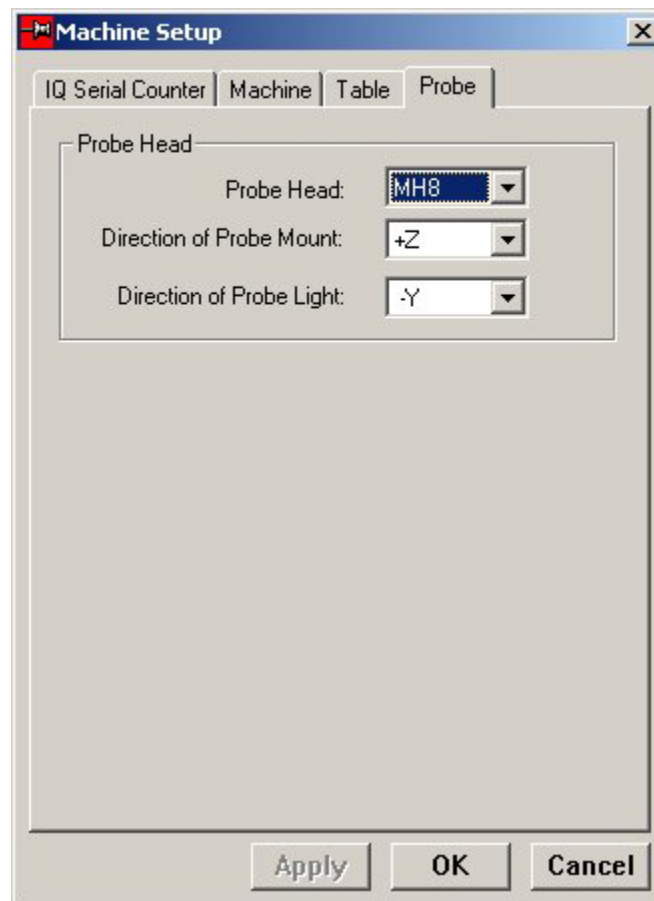 Machine Setup
IQ Serial Counter Machine Table Probe
Probe Head
Probe Head: MH8
Direction of Probe Mount: +Z
Direction of Probe Light: -Y
Apply OK Cancel